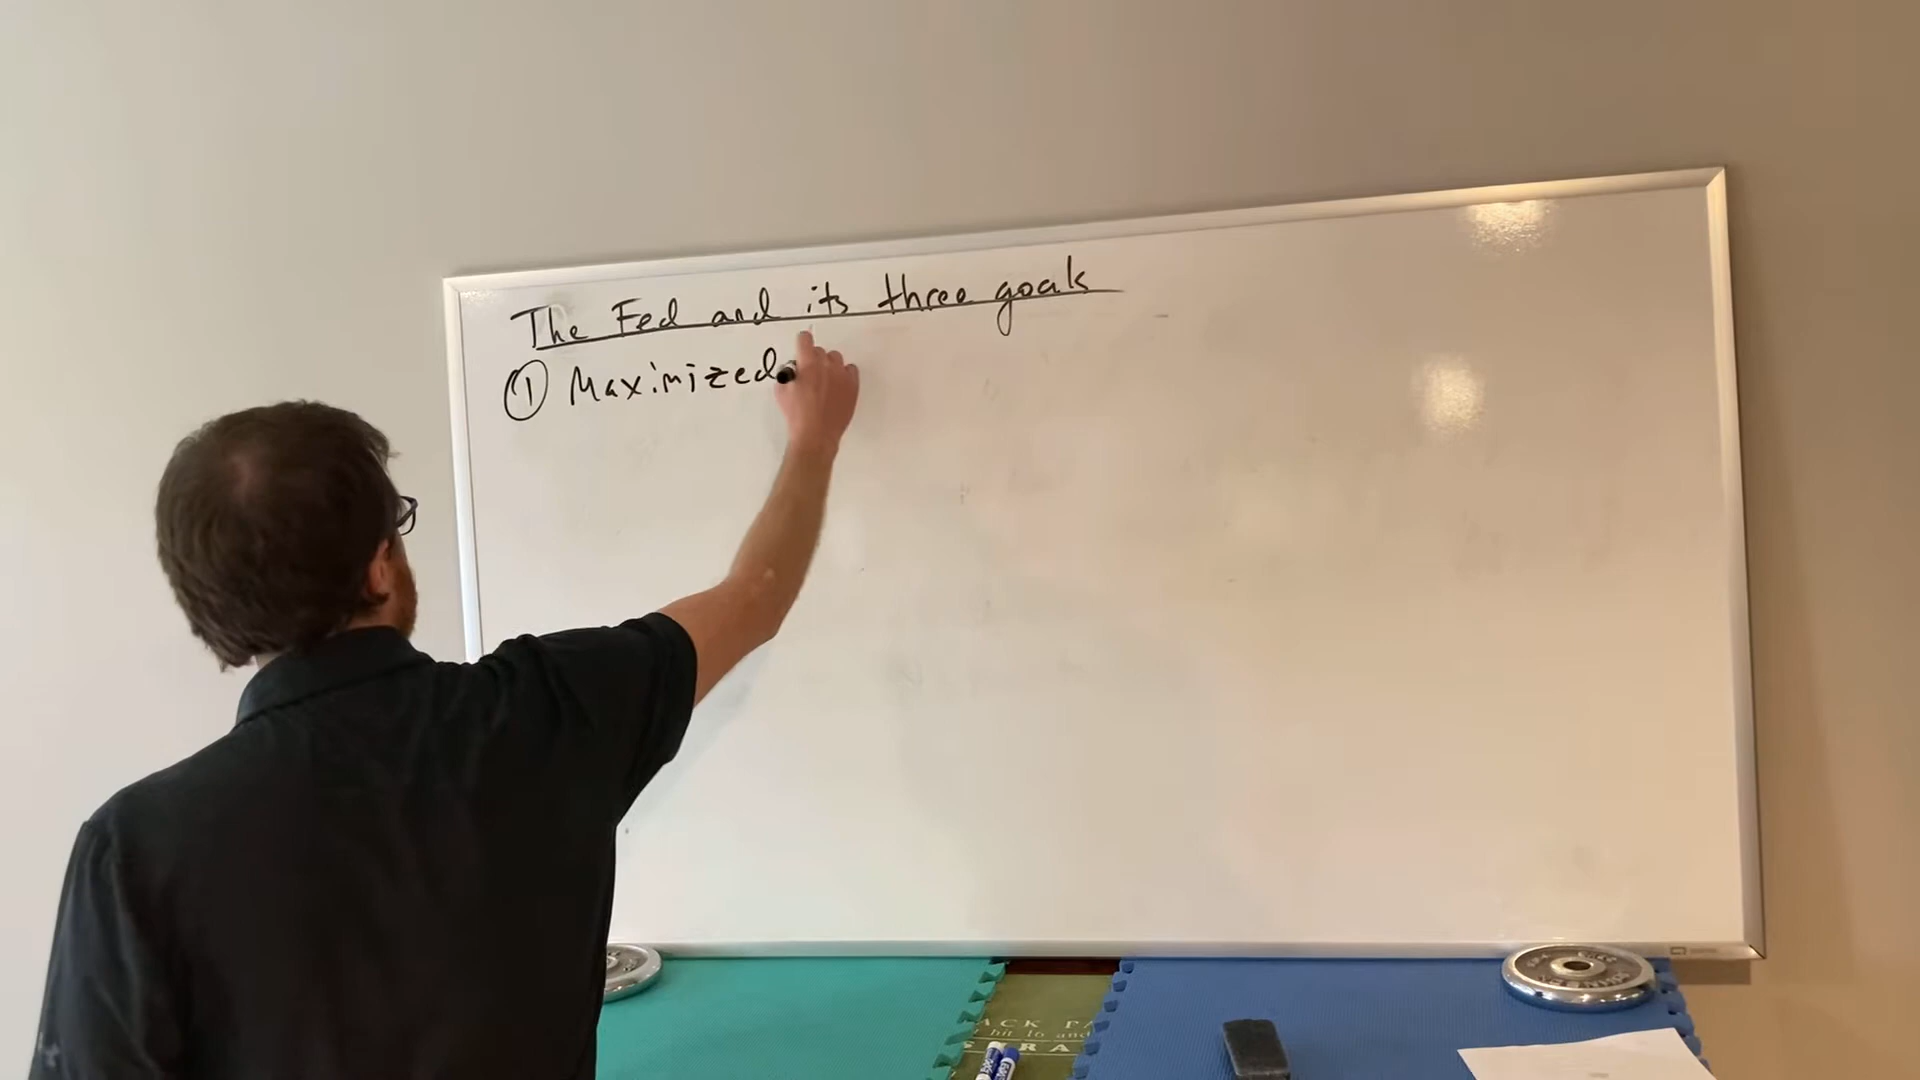 The Fed and its three goals
① Maximized